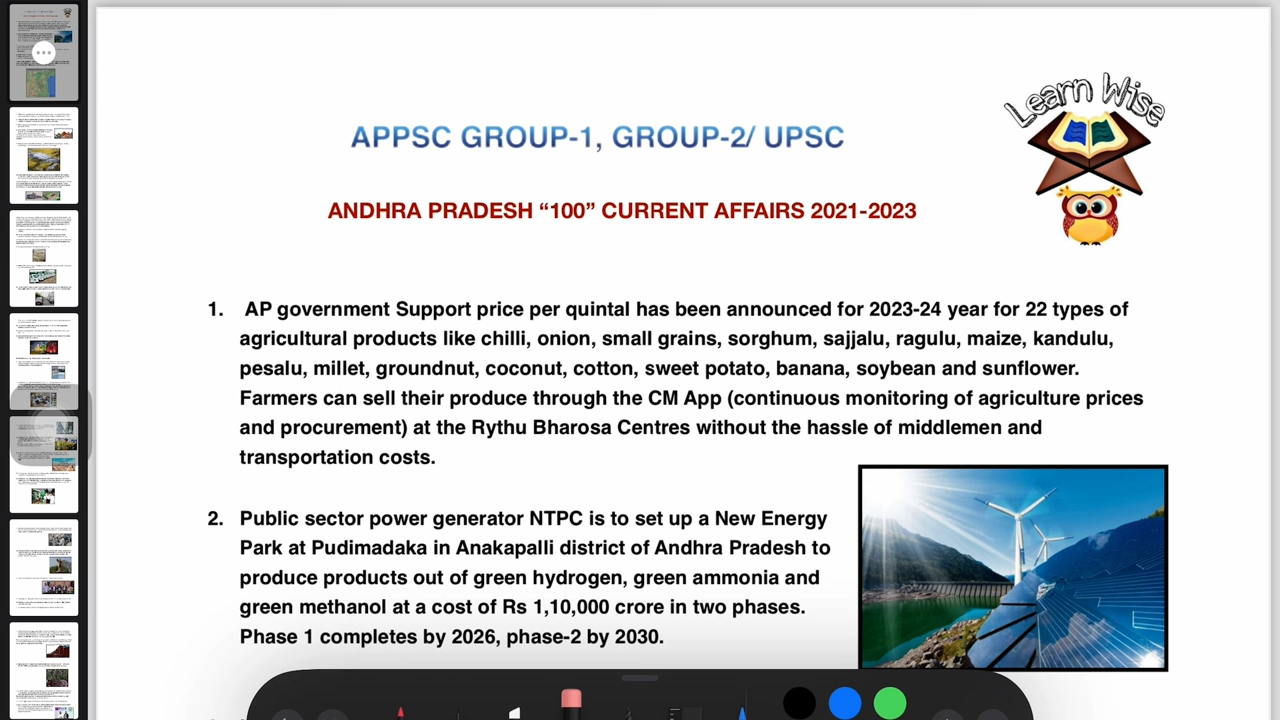 Learn Wise
APPSC GROUP-1, GROUP-2/ UPSC
ANDHRA PRADESH “100” CURRENT AFFAIRS 2021-2023
1. AP government Support price per quintal has been announced for 2023-24 year for 22 types of
agricultural products like chilli, onion, small grains, sorghum, sajjalu, ragulu, maize, kandulu,
pesalu, millet, groundnut, coconut, cotton, sweet potato, banana, soybean and sunflower.
Farmers can sell their produce through the CM App (continuous monitoring of agriculture prices
and procurement) at the Rythu Bharosa Centres without the hassle of middlemen and
transportation costs.
2. Public sector power generator NTPC is to set up a New Energy
Park at Pudimadaka in Anakapalli district of Andhra Pradesh to
produce products out of green hydrogen, green ammonia and
green methanol at a cost of Rs 1,10,000 crore in two phases.
Phase 1 completes by 2026, phase-2 by 2030.